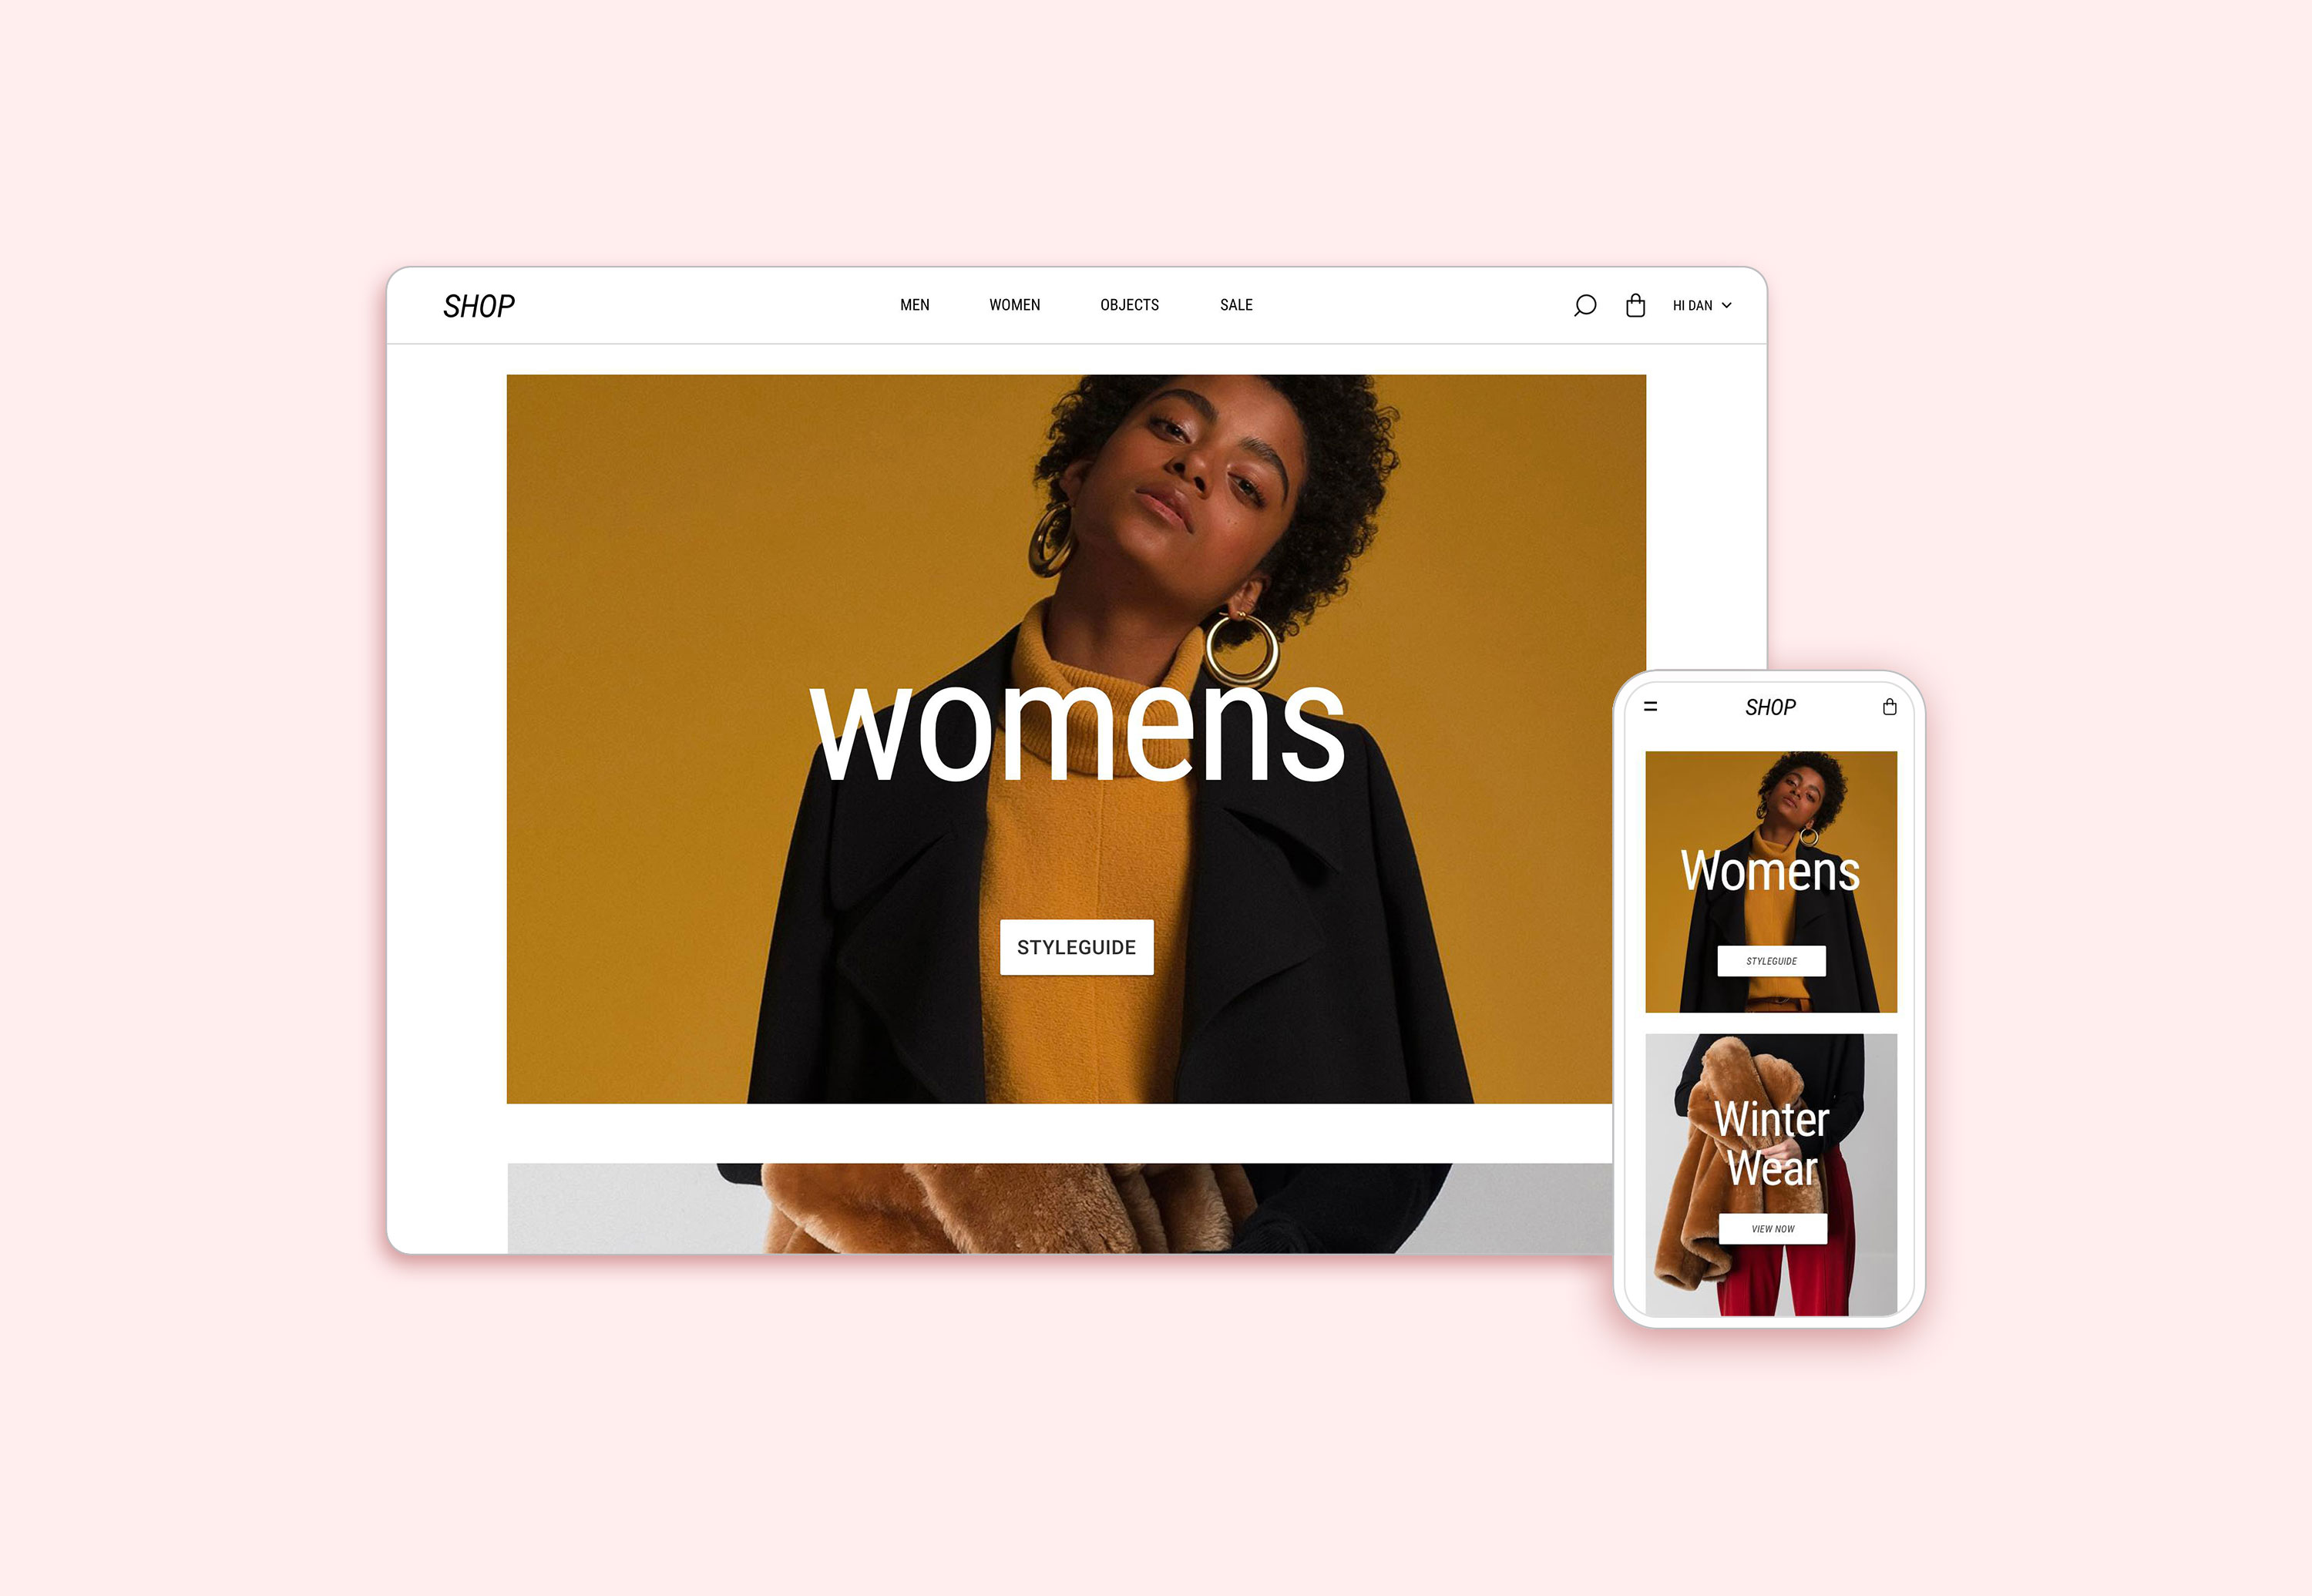 SHOP
MEN WOMEN OBJECTS SALE
HI DAN
womens
STYLEGUIDE
SHOP
Womens
STYLEGUIDE
Winter
Wear
VIEW NOW